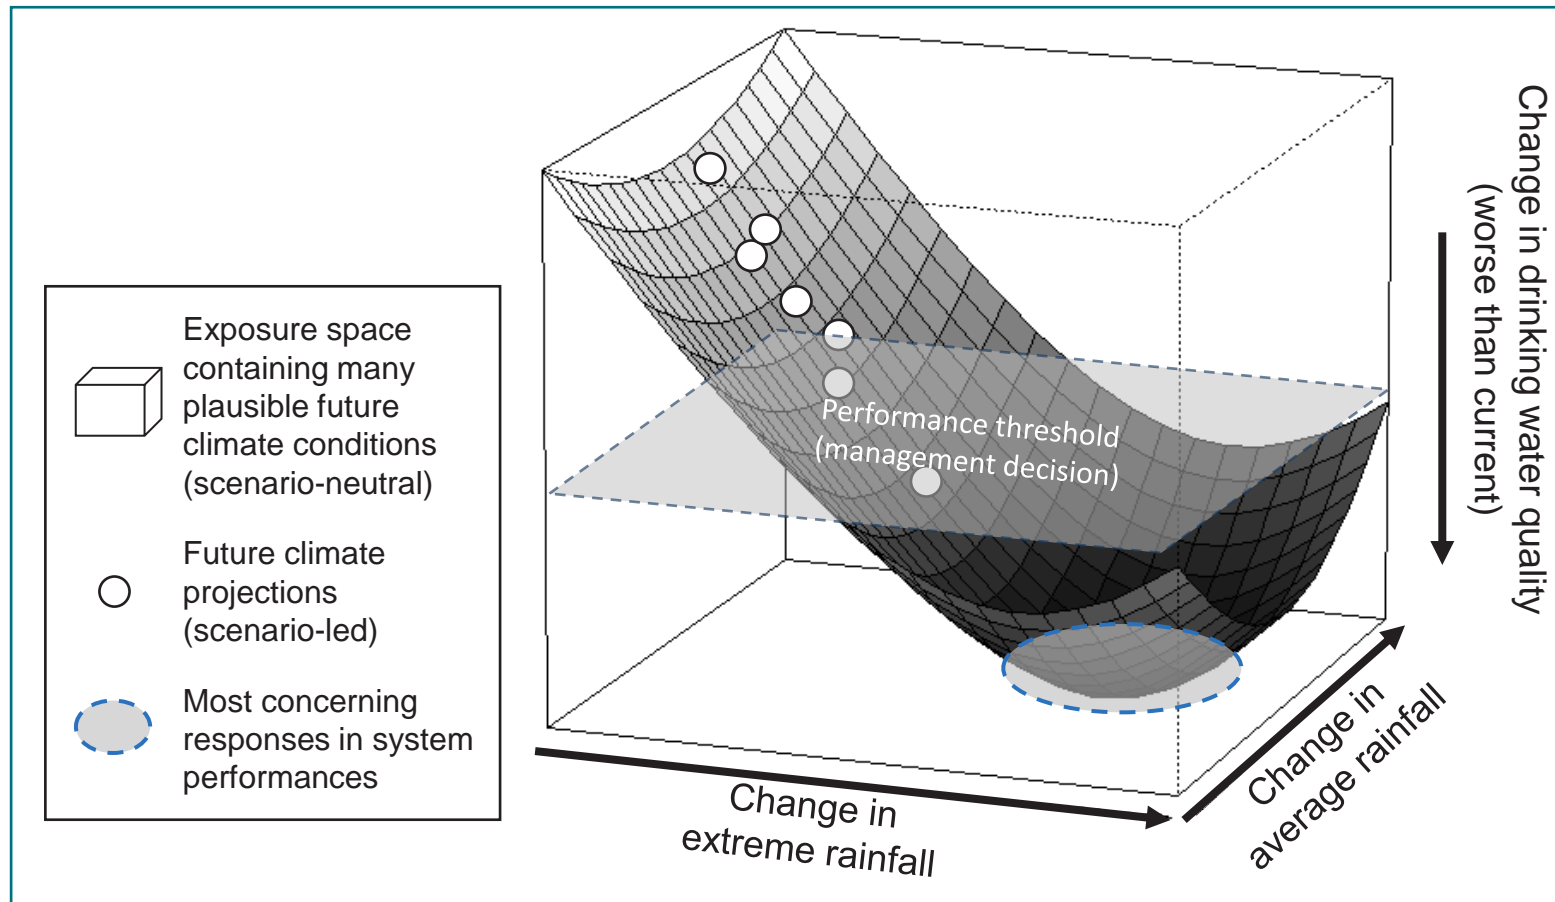 Exposure space
containing many
plausible future
climate conditions
(scenario-neutral)
Future climate
projections
(scenario-led)
Most concerning
responses in system
performances
Performance threshold
(management decision)
Change in
extreme rainfall
Change in
average rainfall
Change in drinking water quality
(worse than current)